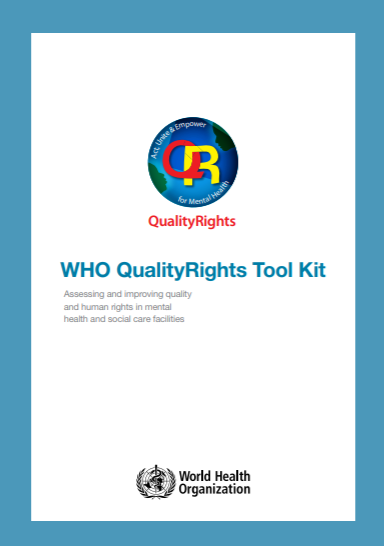 Act, Unite & Empower
QR
for Mental Health
QualityRights
WHO QualityRights Tool Kit
Assessing and improving quality
and human rights in mental
health and social care facilities
World Health
Organization